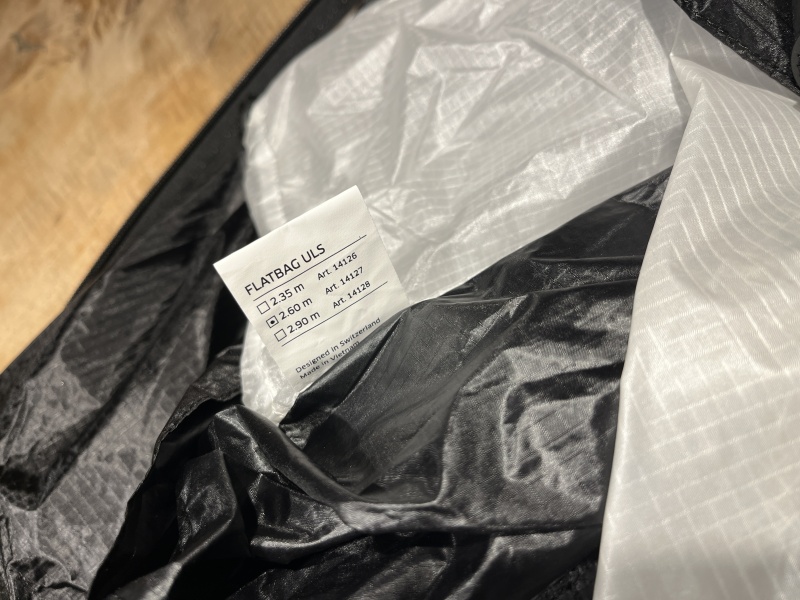 FLATBAG ULS
☐ 2.35 m Art. 14126
☒ 2.60 m Art. 14127
☐ 2.90 m Art. 14128
Designed in Switzerland
Made in Vietnam